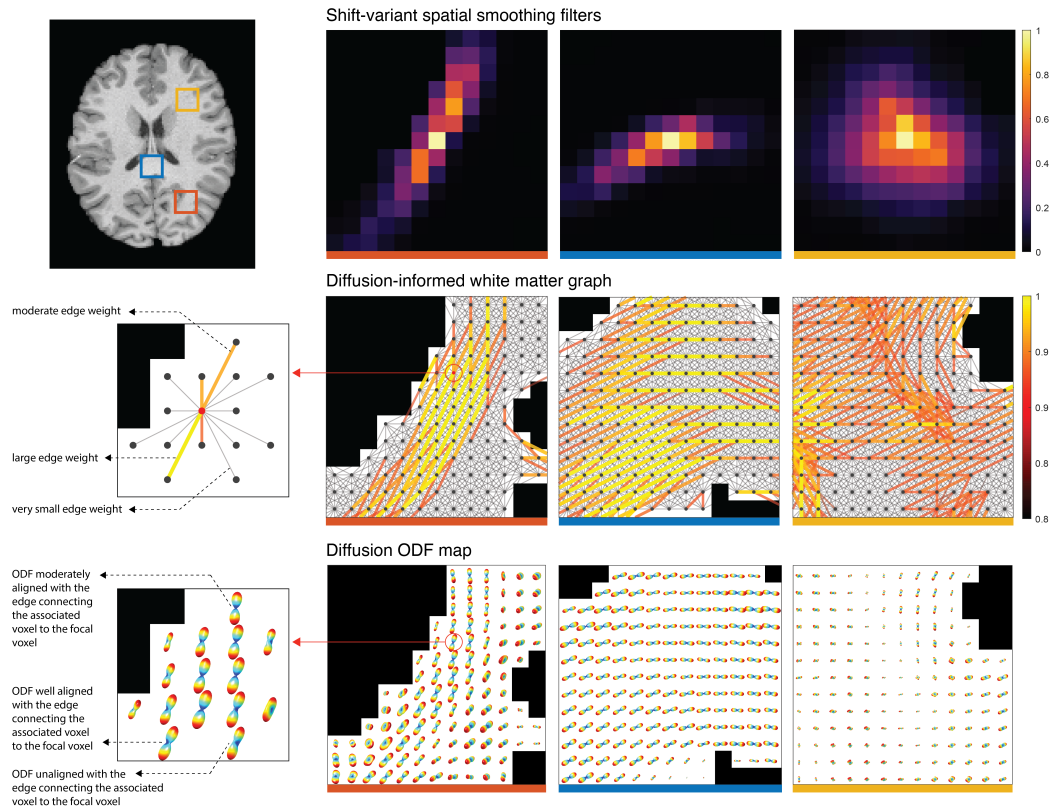 Shift-variant spatial smoothing filters
1
0.8
0.6
0.4
0.2
0
Diffusion-informed white matter graph
moderate edge weight
large edge weight
very small edge weight
1
0.9
0.9
0.8
0.8
Diffusion ODF map
ODF moderately
aligned with the
edge connecting
the associated
voxel to the focal
voxel
ODF well aligned
with the edge
connecting the
associated voxel
to the focal voxel
ODF unaligned with the
edge connecting the associated
voxel to the focal voxel